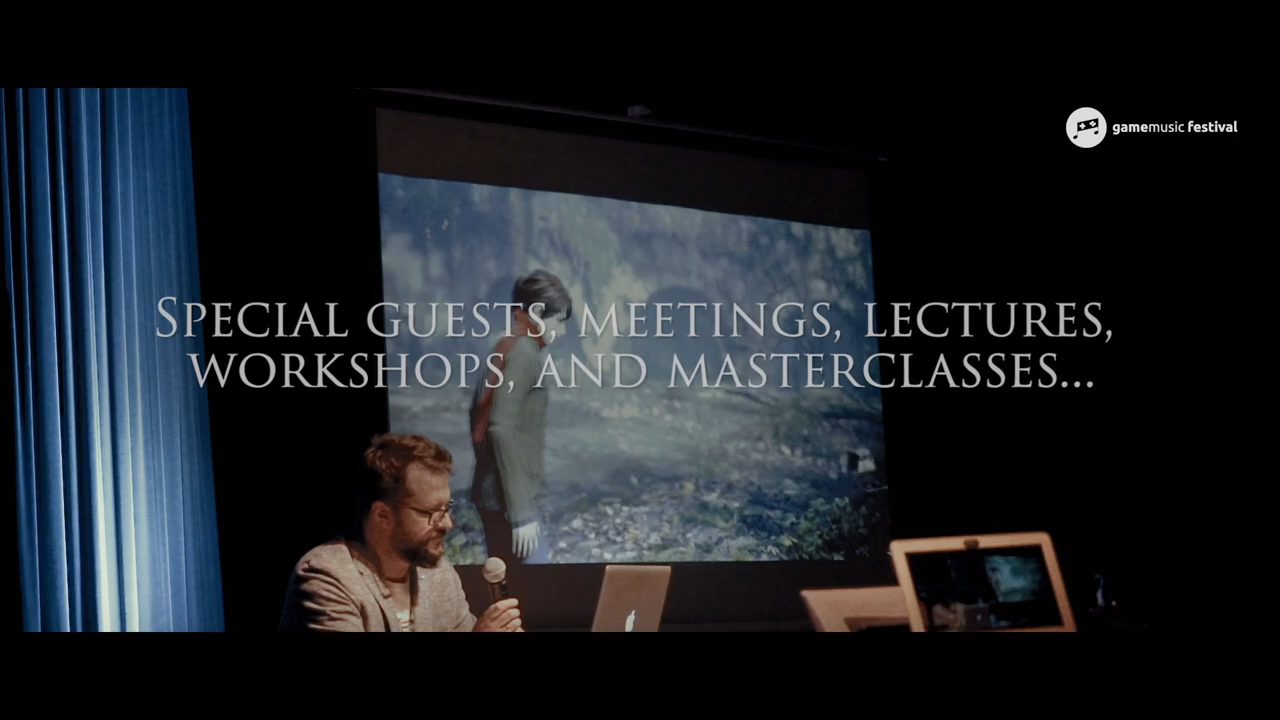 gamemusic festival
Special guests, meetings, lectures,
workshops, and masterclasses...